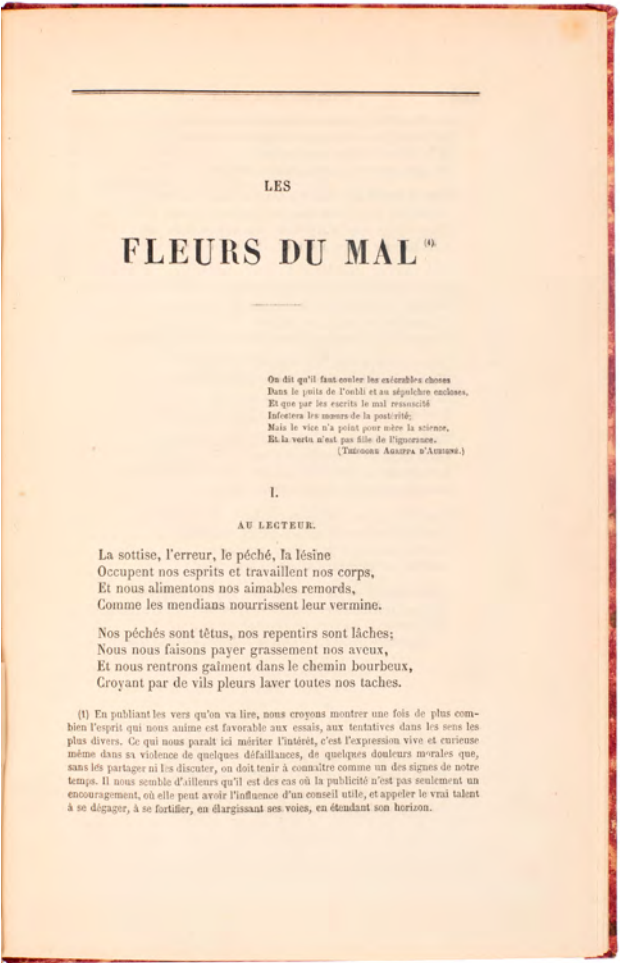 LES
FLEURS DU MAL (1).
On dit qu'il faut couler les exécrables choses
Dans le puits de l'oubli et au sépulchre encloses,
Et que par les escrits le mal resuscité
Infectera les mœurs de la postérité;
Mais le vice n'a point pour mère la science,
Et la vertu n'est pas fille de l'ignorance.
(THÉODORE AGRIPPA D'AUBIGNÉ.)
I.
AU LECTEUR.
La sottise, l'erreur, le péché, la lésine
Occupent nos esprits et travaillent nos corps,
Et nous alimentons nos aimables remords,
Comme les mendians nourrissent leur vermine.
Nos péchés sont têtus, nos repentirs sont lâches;
Nous nous faisons payer grassement nos aveux,
Et nous rentrons gaîment dans le chemin bourbeux,
Croyant par de vils pleurs laver toutes nos taches.
(1) En publiant les vers qu'on va lire, nous croyons montrer une fois de plus com-
bien l'esprit qui nous anime est favorable aux essais, aux tentatives dans les sens les
plus divers. Ce qui nous paraît ici mériter l'intérêt, c'est l'expression vive et curieuse
même dans sa violence de quelques défaillances, de quelques douleurs morales que,
sans les partager ni les discuter, on doit tenir à connaître comme un des signes de notre
temps. Il nous semble d'ailleurs qu'il est des cas où la publicité n'est pas seulement un
encouragement, où elle peut avoir l'influence d'un conseil utile, et appeler le vrai talent
à se dégager, à se fortifier, en élargissant ses voies, en étendant son horizon.